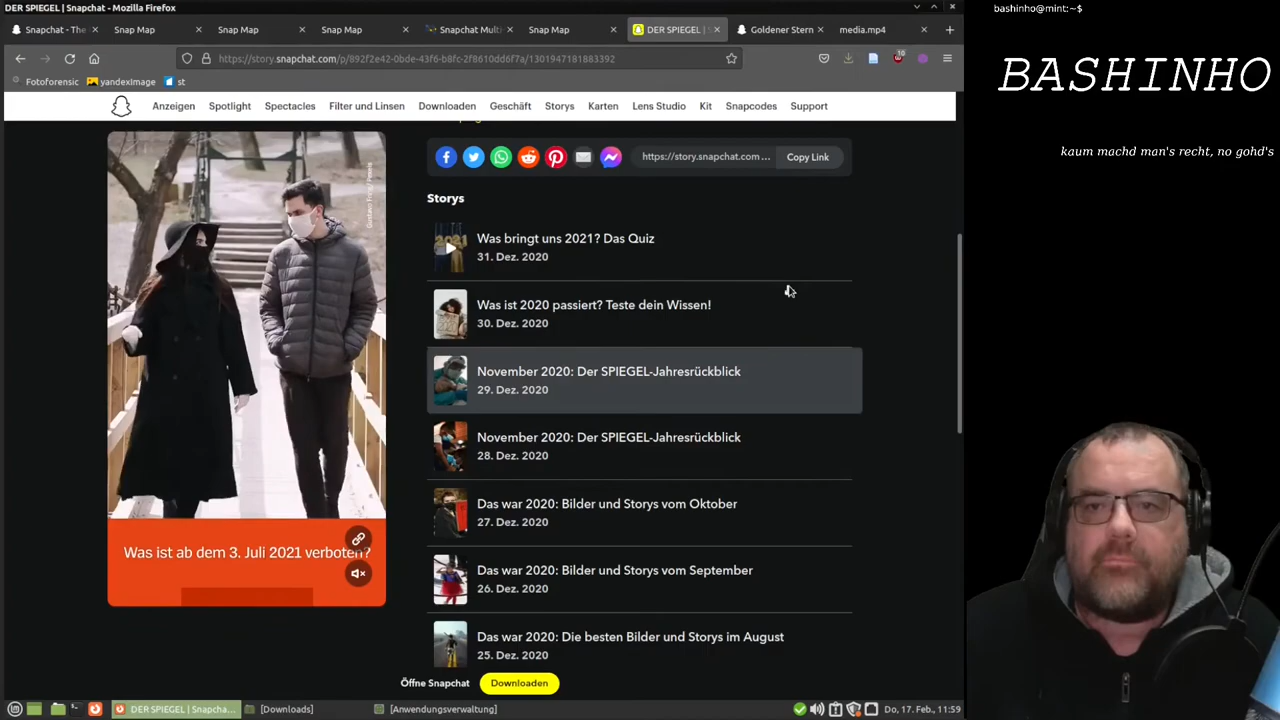 DER SPIEGEL | Snapchat - Mozilla Firefox
Snapchat - The
Snap Map
Snap Map
Snap Map
Snapchat Mult
Snap Map
DER SPIEGEL | S
Goldener Stern
media.mp4
https://story.snapchat.com/p/892f2e42-0bde-43f6-b8fc-2f8610dd6f7a/1301947181883392
10
Fotoforensic
yandexImage
st
Anzeigen
Spotlight
Spectacles
Filter und Linsen
Downloaden
Geschäft
Storys
Karten
Lens Studio
Kit
Snapcodes
Support
https://story.snapchat.com ...
Copy Link
Storys
Was bringt uns 2021? Das Quiz
31. Dez. 2020
Was ist 2020 passiert? Teste dein Wissen!
30. Dez. 2020
November 2020: Der SPIEGEL-Jahresrückblick
29. Dez. 2020
November 2020: Der SPIEGEL-Jahresrückblick
28. Dez. 2020
Das war 2020: Bilder und Storys vom Oktober
27. Dez. 2020
Das war 2020: Bilder und Storys vom September
26. Dez. 2020
Das war 2020: Die besten Bilder und Storys im August
25. Dez. 2020
Was ist ab dem 3. Juli 2021 verboten?
Öffne Snapchat
Downloaden
DER SPIEGEL | Snapcha...
[Downloads]
[Anwendungsverwaltung]
Do, 17. Feb., 11:59
bashinho@mint:~$
BASHINHO
kaum machd man's recht, no gohd's